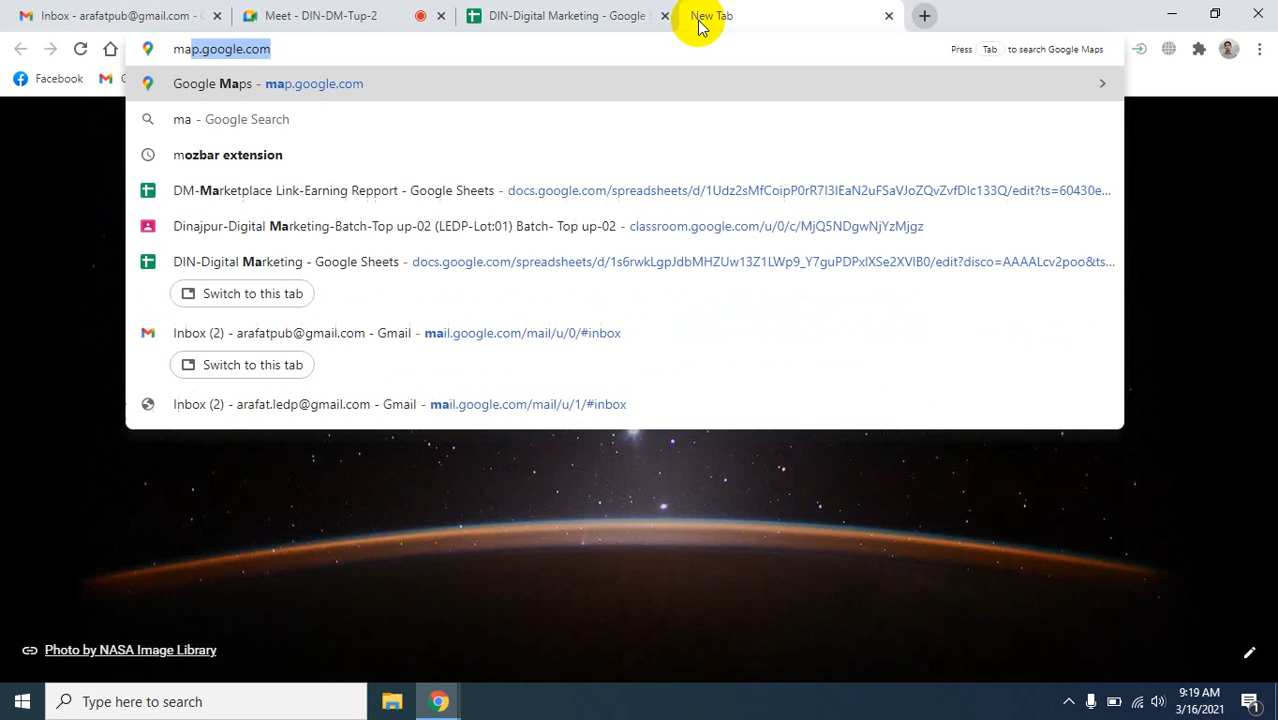 Inbox - arafatpub@gmail.com -
Meet - DIN-DM-Tup-2
DIN-Digital Marketing - Google S
New Tab
map.google.com
Press Tab to search Google Maps
Facebook
Google Maps - map.google.com
ma - Google Search
mozbar extension
DM-Marketplace Link-Earning Repport - Google Sheets - docs.google.com/spreadsheets/d/1Udz2sMfCoipP0rR7I3IEaN2uFSaVJoZQvZvfDlc133Q/edit?ts=60430e...
Dinajpur-Digital Marketing-Batch-Top up-02 (LEDP-Lot:01) Batch- Top up-02 - classroom.google.com/u/0/c/MjQ5NDgwNjYzMjgz
DIN-Digital Marketing - Google Sheets - docs.google.com/spreadsheets/d/1s6rwkLgpJdbMHZUw13Z1LWp9_Y7guPDPxlXSe2XVIB0/edit?disco=AAAALcv2poo&ts...
Switch to this tab
Inbox (2) - arafatpub@gmail.com - Gmail - mail.google.com/mail/u/0/#inbox
Switch to this tab
Inbox (2) - arafat.ledp@gmail.com - Gmail - mail.google.com/mail/u/1/#inbox
Photo by NASA Image Library
Type here to search
9:19 AM
3/16/2021
1